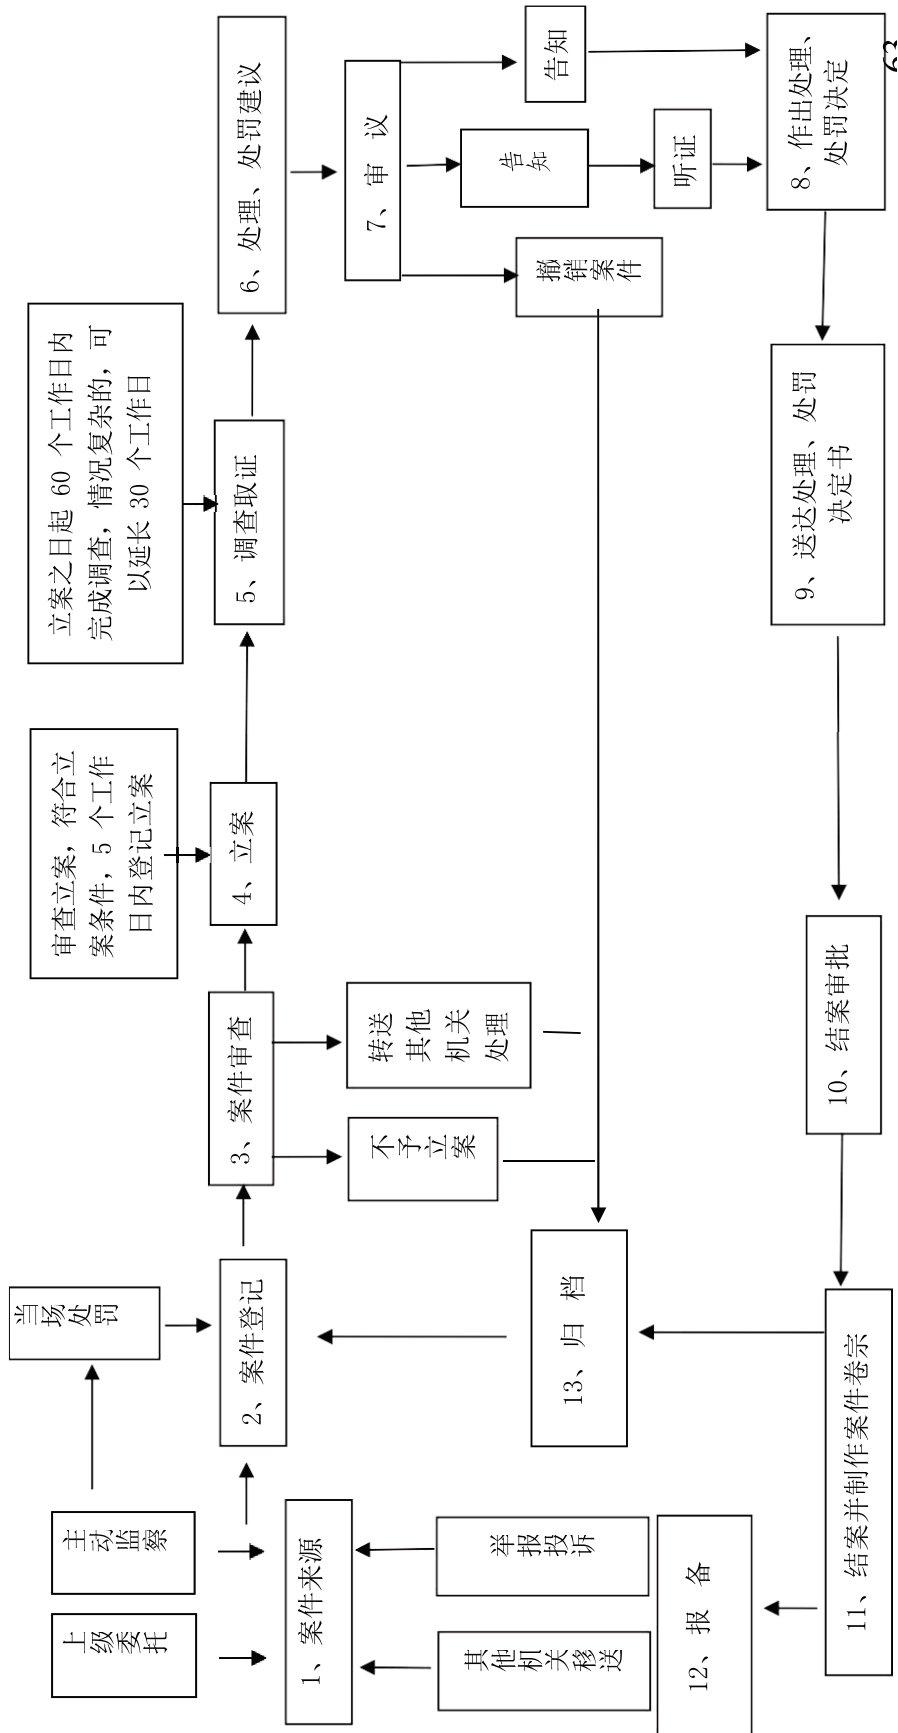 上级委托
主动监察
当场处罚
1、案件来源
其他机关移送
举报投诉
2、案件登记
3、案件审查
不予立案
转送
其他
机关
处理
审查立案，符合立
案条件，5 个工作
日内登记立案
4、立案
立案之日起 60 个工作日内
完成调查，情况复杂的，可
以延长 30 个工作日
5、调查取证
6、处理、处罚建议
7、审 议
撤销案件
告知
听证
告知
8、作出处理、
处罚决定
9、送达处理、处罚
决定书
10、结案审批
11、结案并制作案件卷宗
12、报 备
13、归 档
63